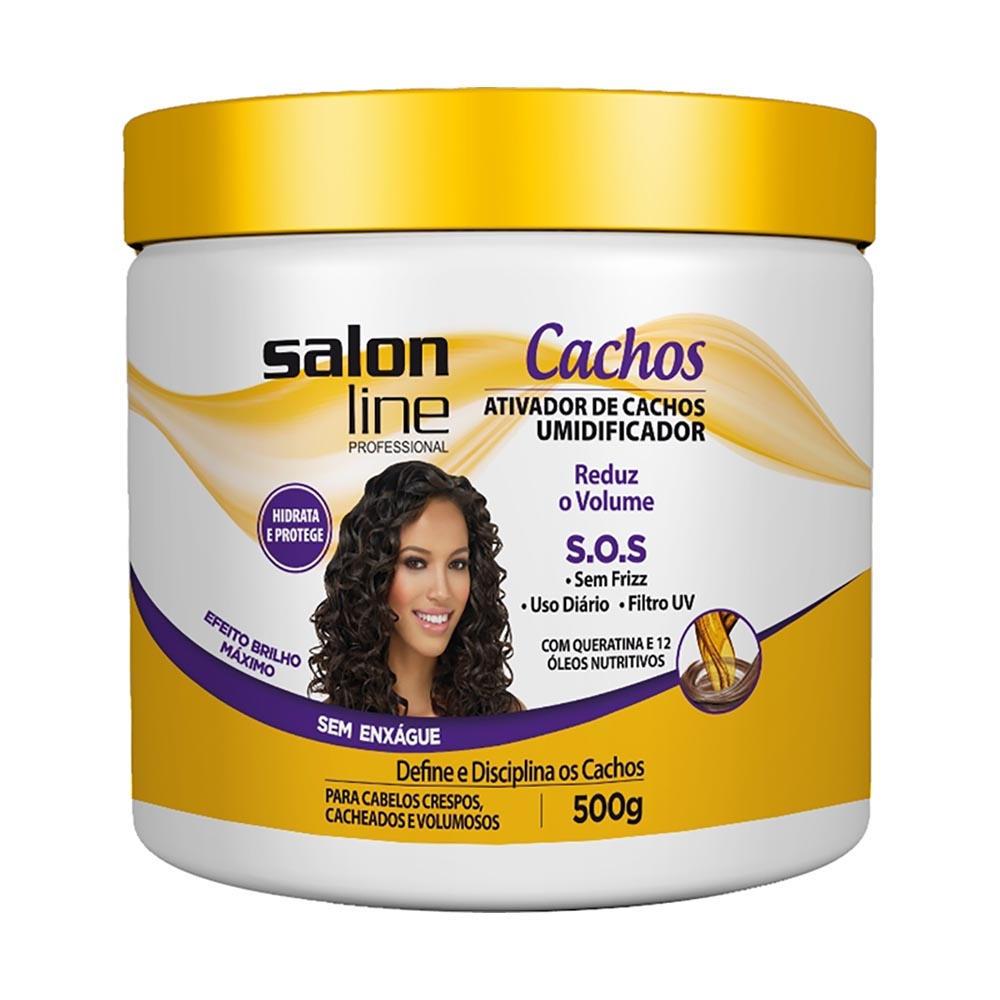 salon
line
PROFESSIONAL
Cachos
ATIVADOR DE CACHOS
UMIDIFICADOR
Reduz
o Volume
S.O.S
• Sem Frizz
• Uso Diário • Filtro UV
COM QUERATINA E 12
ÓLEOS NUTRITIVOS
HIDRATA
E PROTEGE
EFEITO BRILHO
MÁXIMO
SEM ENXÁGUE
Define e Disciplina os Cachos
PARA CABELOS CRESPOS,
CACHEADOS E VOLUMOSOS
500g